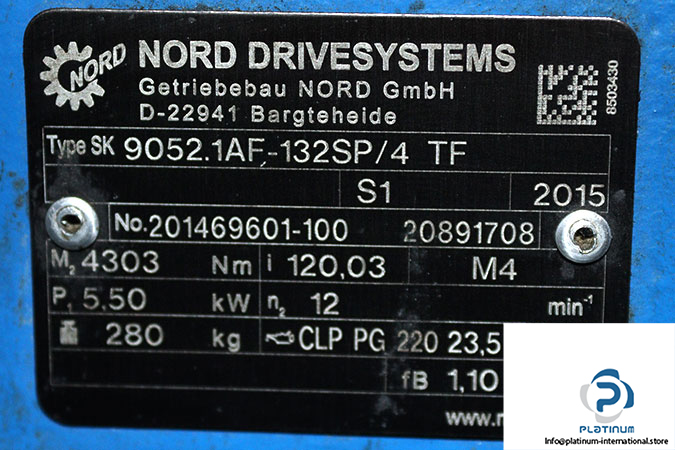 NORD
NORD DRIVESYSTEMS
Getriebebau NORD GmbH
D-22941 Bargteheide
8503430
Type SK 9052.1AF-132SP/4 TF
S1 2015
No. 201469601-100 20891708
M₂ 4303 Nm i 120,03 M4
P₁ 5,50 kW n₂ 12 min⁻¹
280 kg CLP PG 220 23,5
fB 1,10
www.
PLATINUM
Info@platinum-international.store